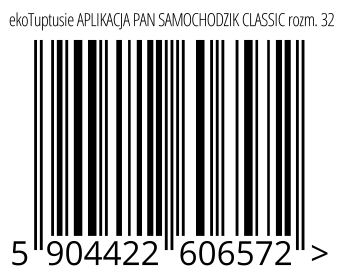 ekoTuptusie APLIKACJA PAN SAMOCHODZIK CLASSIC rozm. 32
5 904422 606572 >